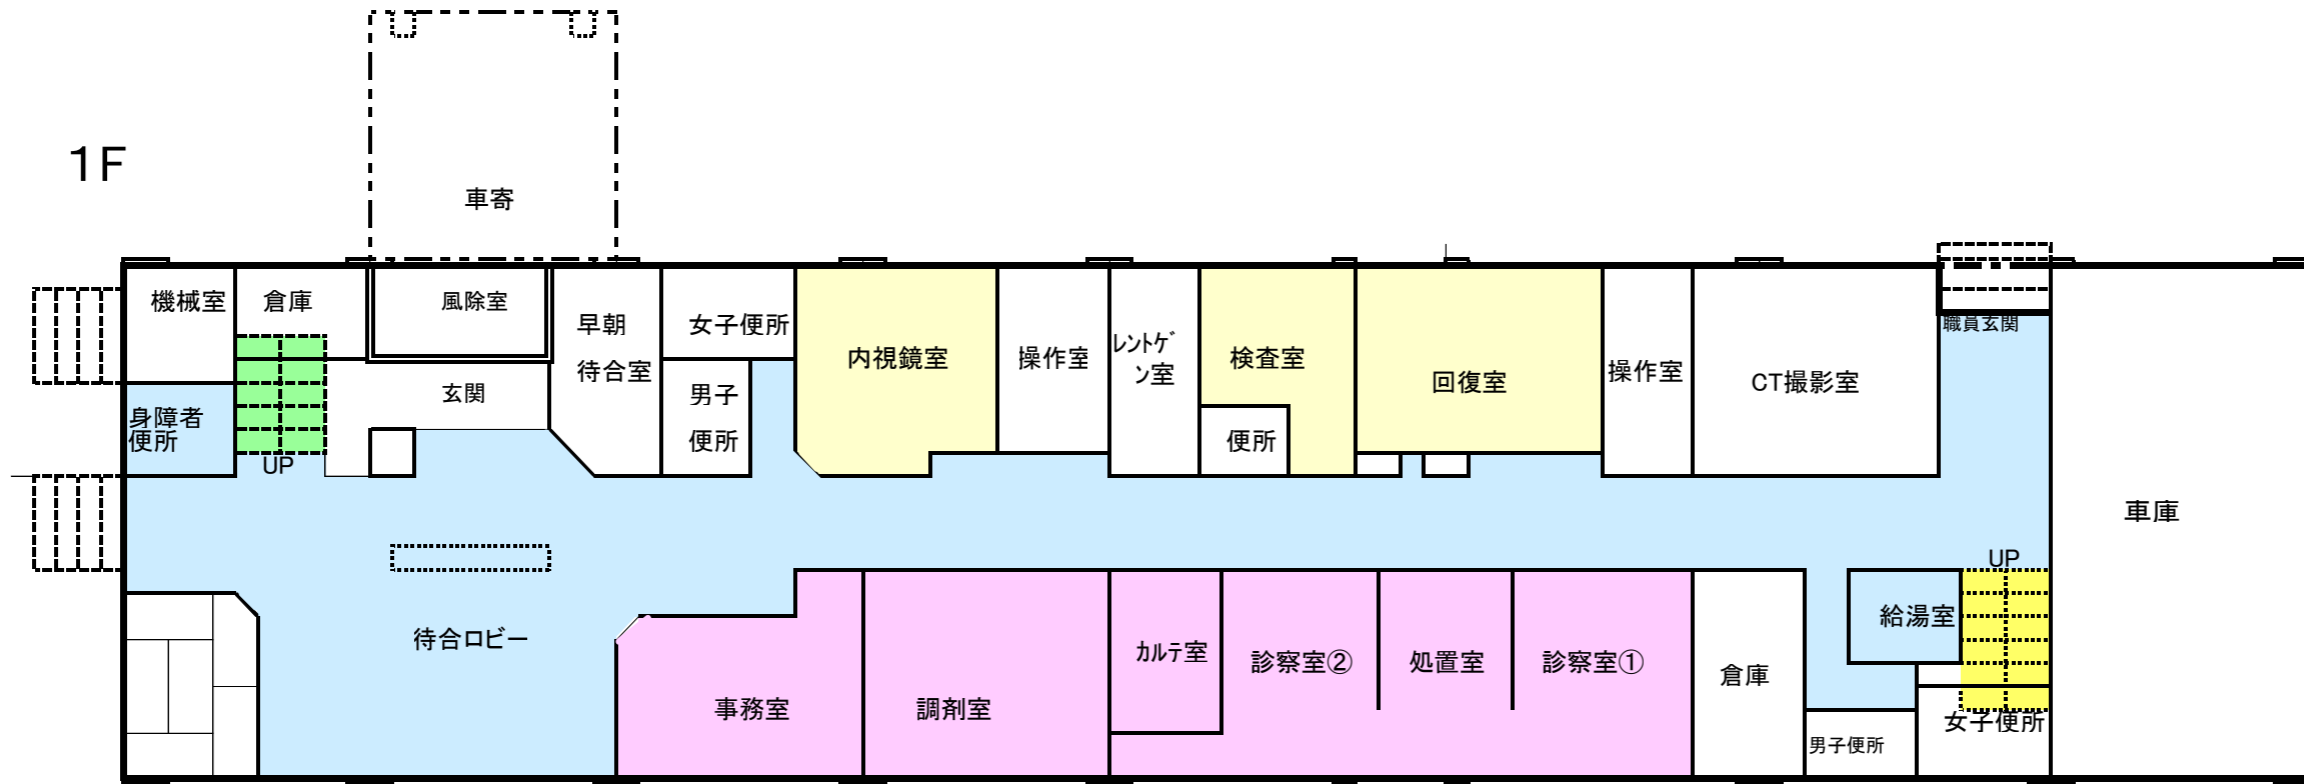 1F
車寄
機械室
倉庫
風除室
早朝
待合室
女子便所
内視鏡室
操作室
ﾚﾝﾄｹﾞ
ﾝ室
検査室
回復室
操作室
CT撮影室
職員玄関
玄関
男子
便所
便所
身障者
便所
UP
車庫
UP
待合ロビー
事務室
調剤室
ｶﾙﾃ室
診察室②
処置室
診察室①
倉庫
給湯室
男子便所
女子便所